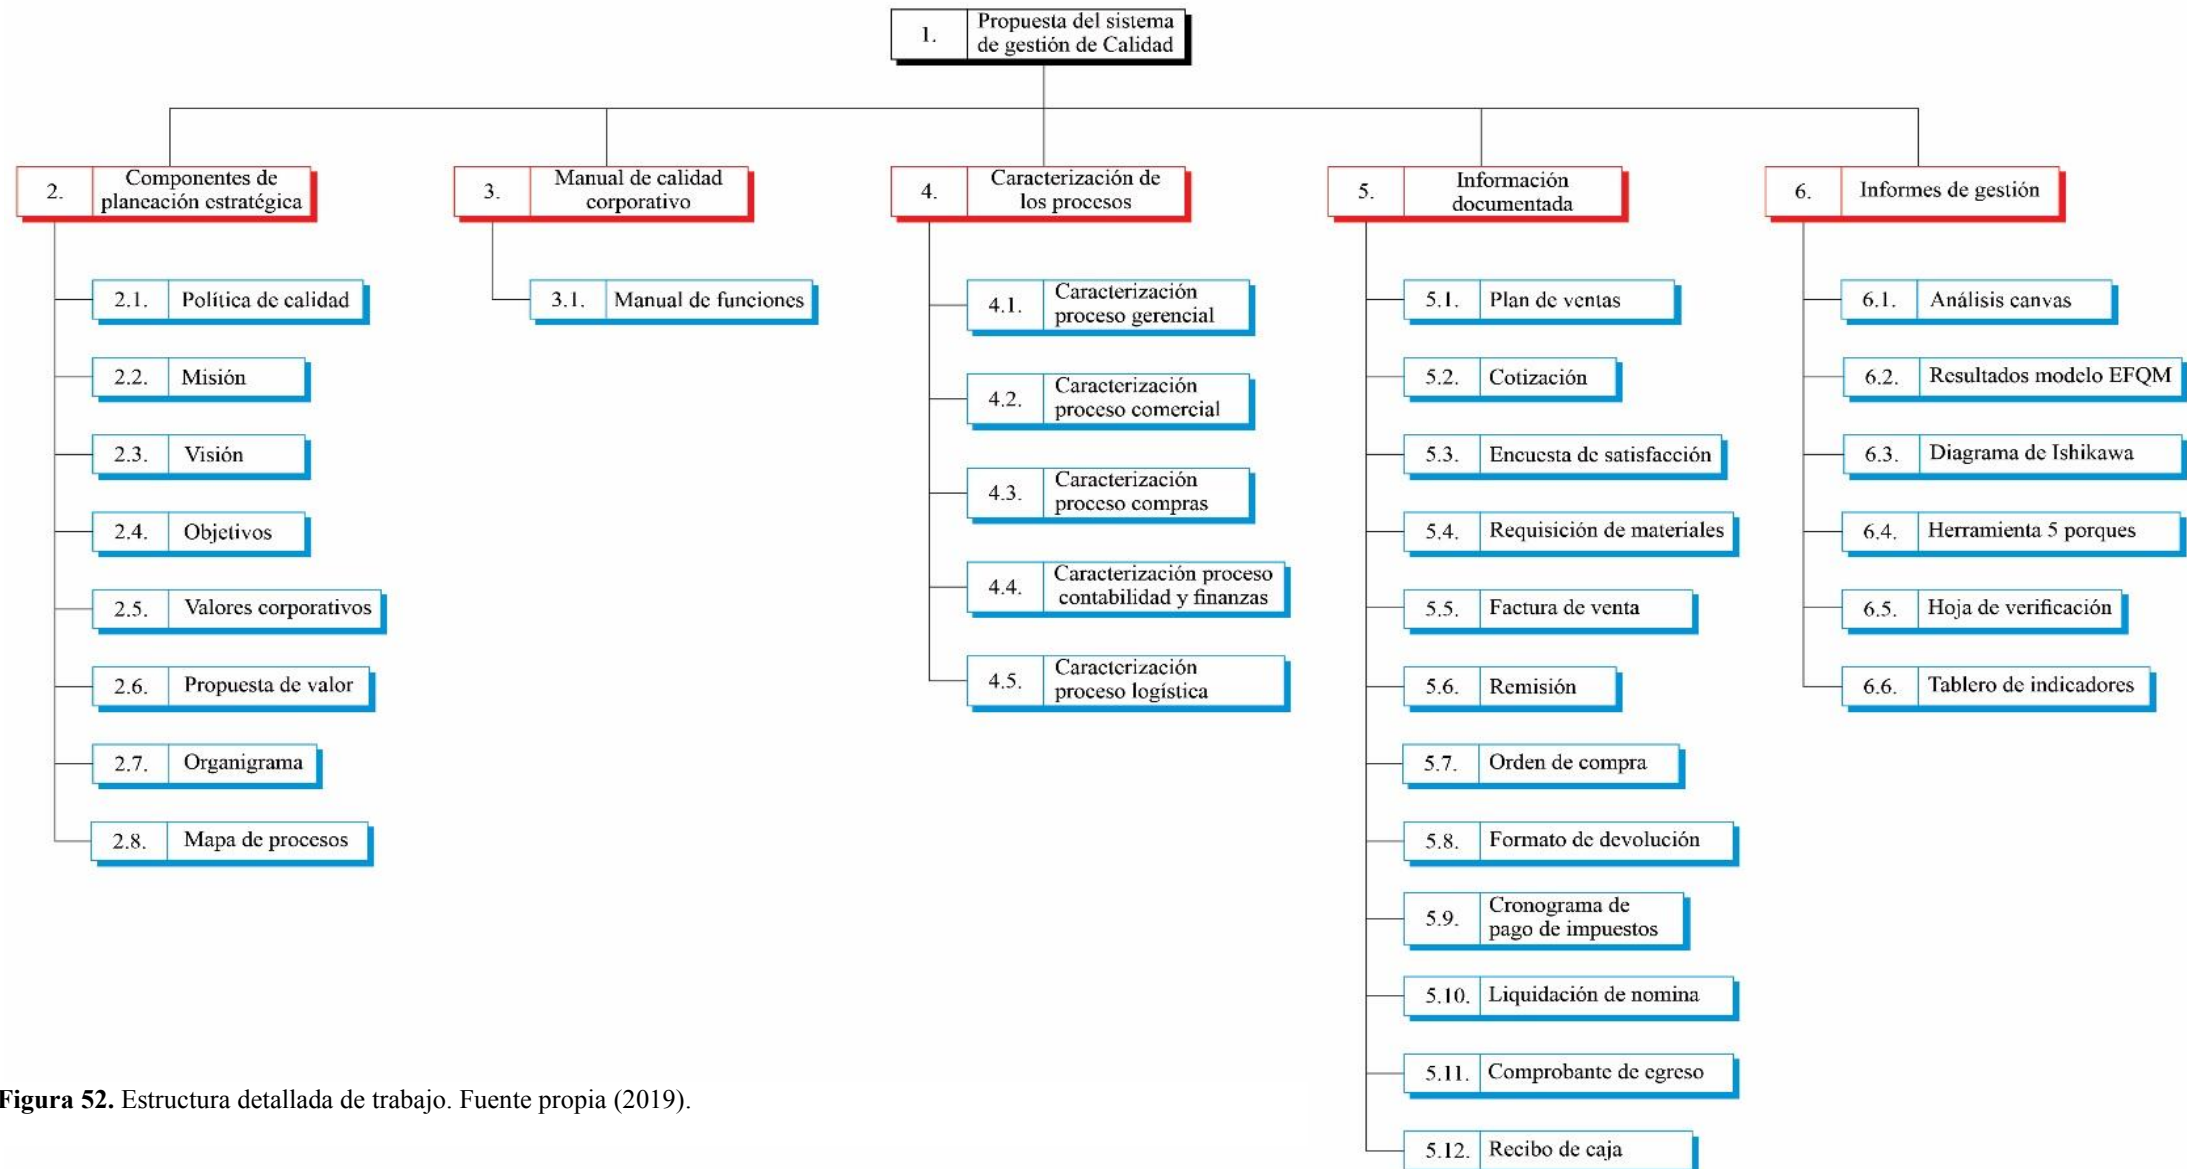 1. Propuesta del sistema
de gestión de Calidad
2. Componentes de
planeación estratégica
2.1. Política de calidad
2.2. Misión
2.3. Visión
2.4. Objetivos
2.5. Valores corporativos
2.6. Propuesta de valor
2.7. Organigrama
2.8. Mapa de procesos
3. Manual de calidad
corporativo
3.1. Manual de funciones
4. Caracterización de
los procesos
4.1. Caracterización
proceso gerencial
4.2. Caracterización
proceso comercial
4.3. Caracterización
proceso compras
4.4. Caracterización proceso
contabilidad y finanzas
4.5. Caracterización
proceso logística
5. Información
documentada
5.1. Plan de ventas
5.2. Cotización
5.3. Encuesta de satisfacción
5.4. Requisición de materiales
5.5. Factura de venta
5.6. Remisión
5.7. Orden de compra
5.8. Formato de devolución
5.9. Cronograma de
pago de impuestos
5.10. Liquidación de nomina
5.11. Comprobante de egreso
5.12. Recibo de caja
6. Informes de gestión
6.1. Análisis canvas
6.2. Resultados modelo EFQM
6.3. Diagrama de Ishikawa
6.4. Herramienta 5 porques
6.5. Hoja de verificación
6.6. Tablero de indicadores
Figura 52. Estructura detallada de trabajo. Fuente propia (2019).